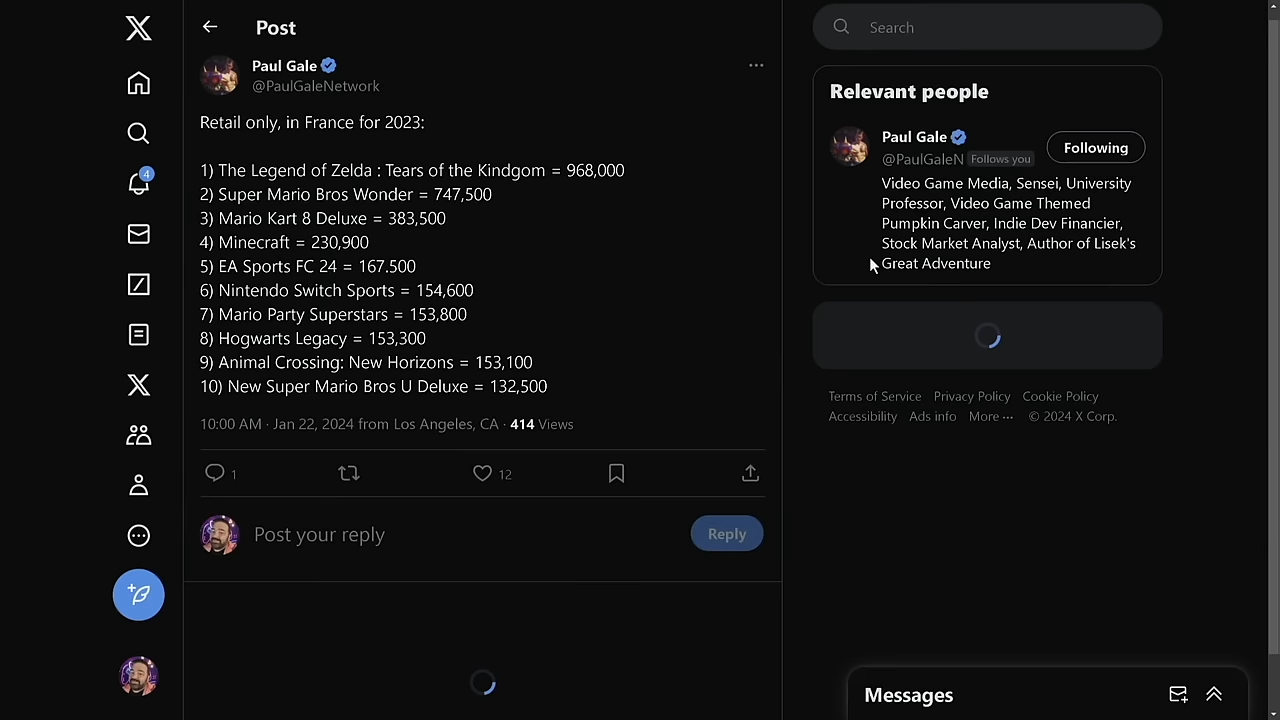 Post
Search
Paul Gale
@PaulGaleNetwork
Retail only, in France for 2023:
1) The Legend of Zelda : Tears of the Kindgom = 968,000
2) Super Mario Bros Wonder = 747,500
3) Mario Kart 8 Deluxe = 383,500
4) Minecraft = 230,900
5) EA Sports FC 24 = 167.500
6) Nintendo Switch Sports = 154,600
7) Mario Party Superstars = 153,800
8) Hogwarts Legacy = 153,300
9) Animal Crossing: New Horizons = 153,100
10) New Super Mario Bros U Deluxe = 132,500
10:00 AM · Jan 22, 2024 from Los Angeles, CA · 414 Views
1
12
Post your reply
Reply
4
Relevant people
Paul Gale
@PaulGaleN Follows you
Following
Video Game Media, Sensei, University
Professor, Video Game Themed
Pumpkin Carver, Indie Dev Financier,
Stock Market Analyst, Author of Lisek's
Great Adventure
Terms of Service Privacy Policy Cookie Policy
Accessibility Ads info More ··· © 2024 X Corp.
Messages